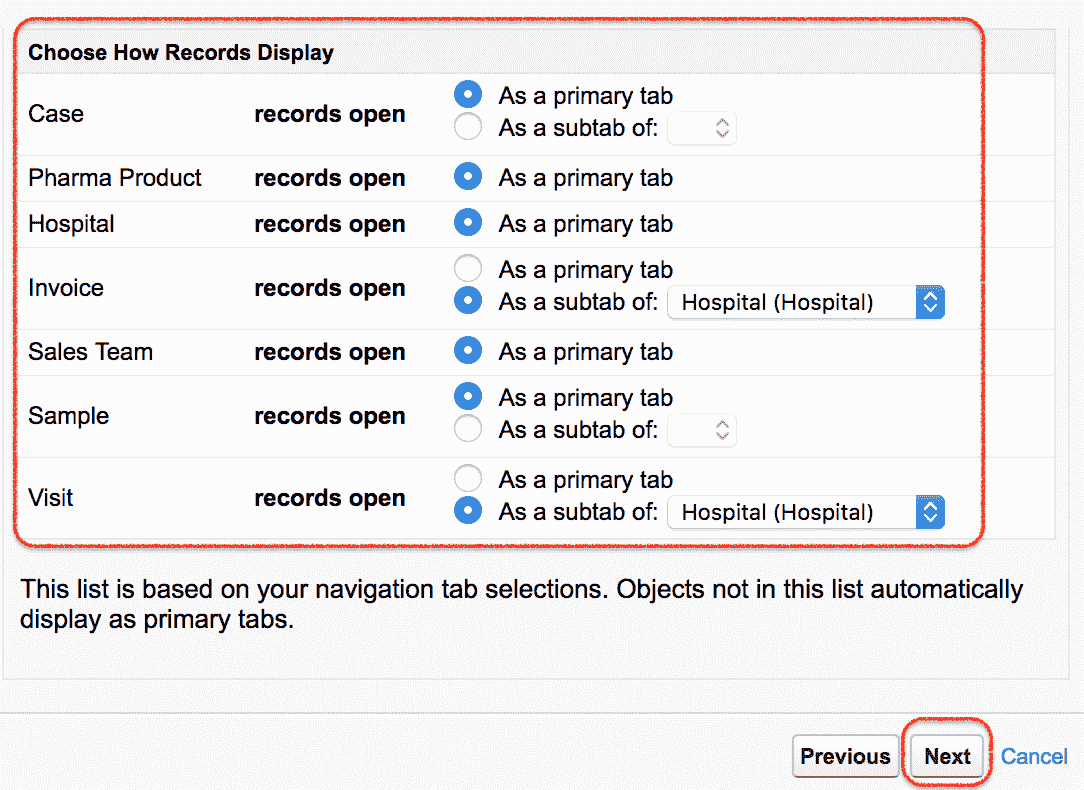 Choose How Records Display
Case records open As a primary tab
As a subtab of:
Pharma Product records open As a primary tab
Hospital records open As a primary tab
Invoice records open As a primary tab
As a subtab of: Hospital (Hospital)
Sales Team records open As a primary tab
Sample records open As a primary tab
As a subtab of:
Visit records open As a primary tab
As a subtab of: Hospital (Hospital)
This list is based on your navigation tab selections. Objects not in this list automatically
display as primary tabs.
Previous Next Cancel